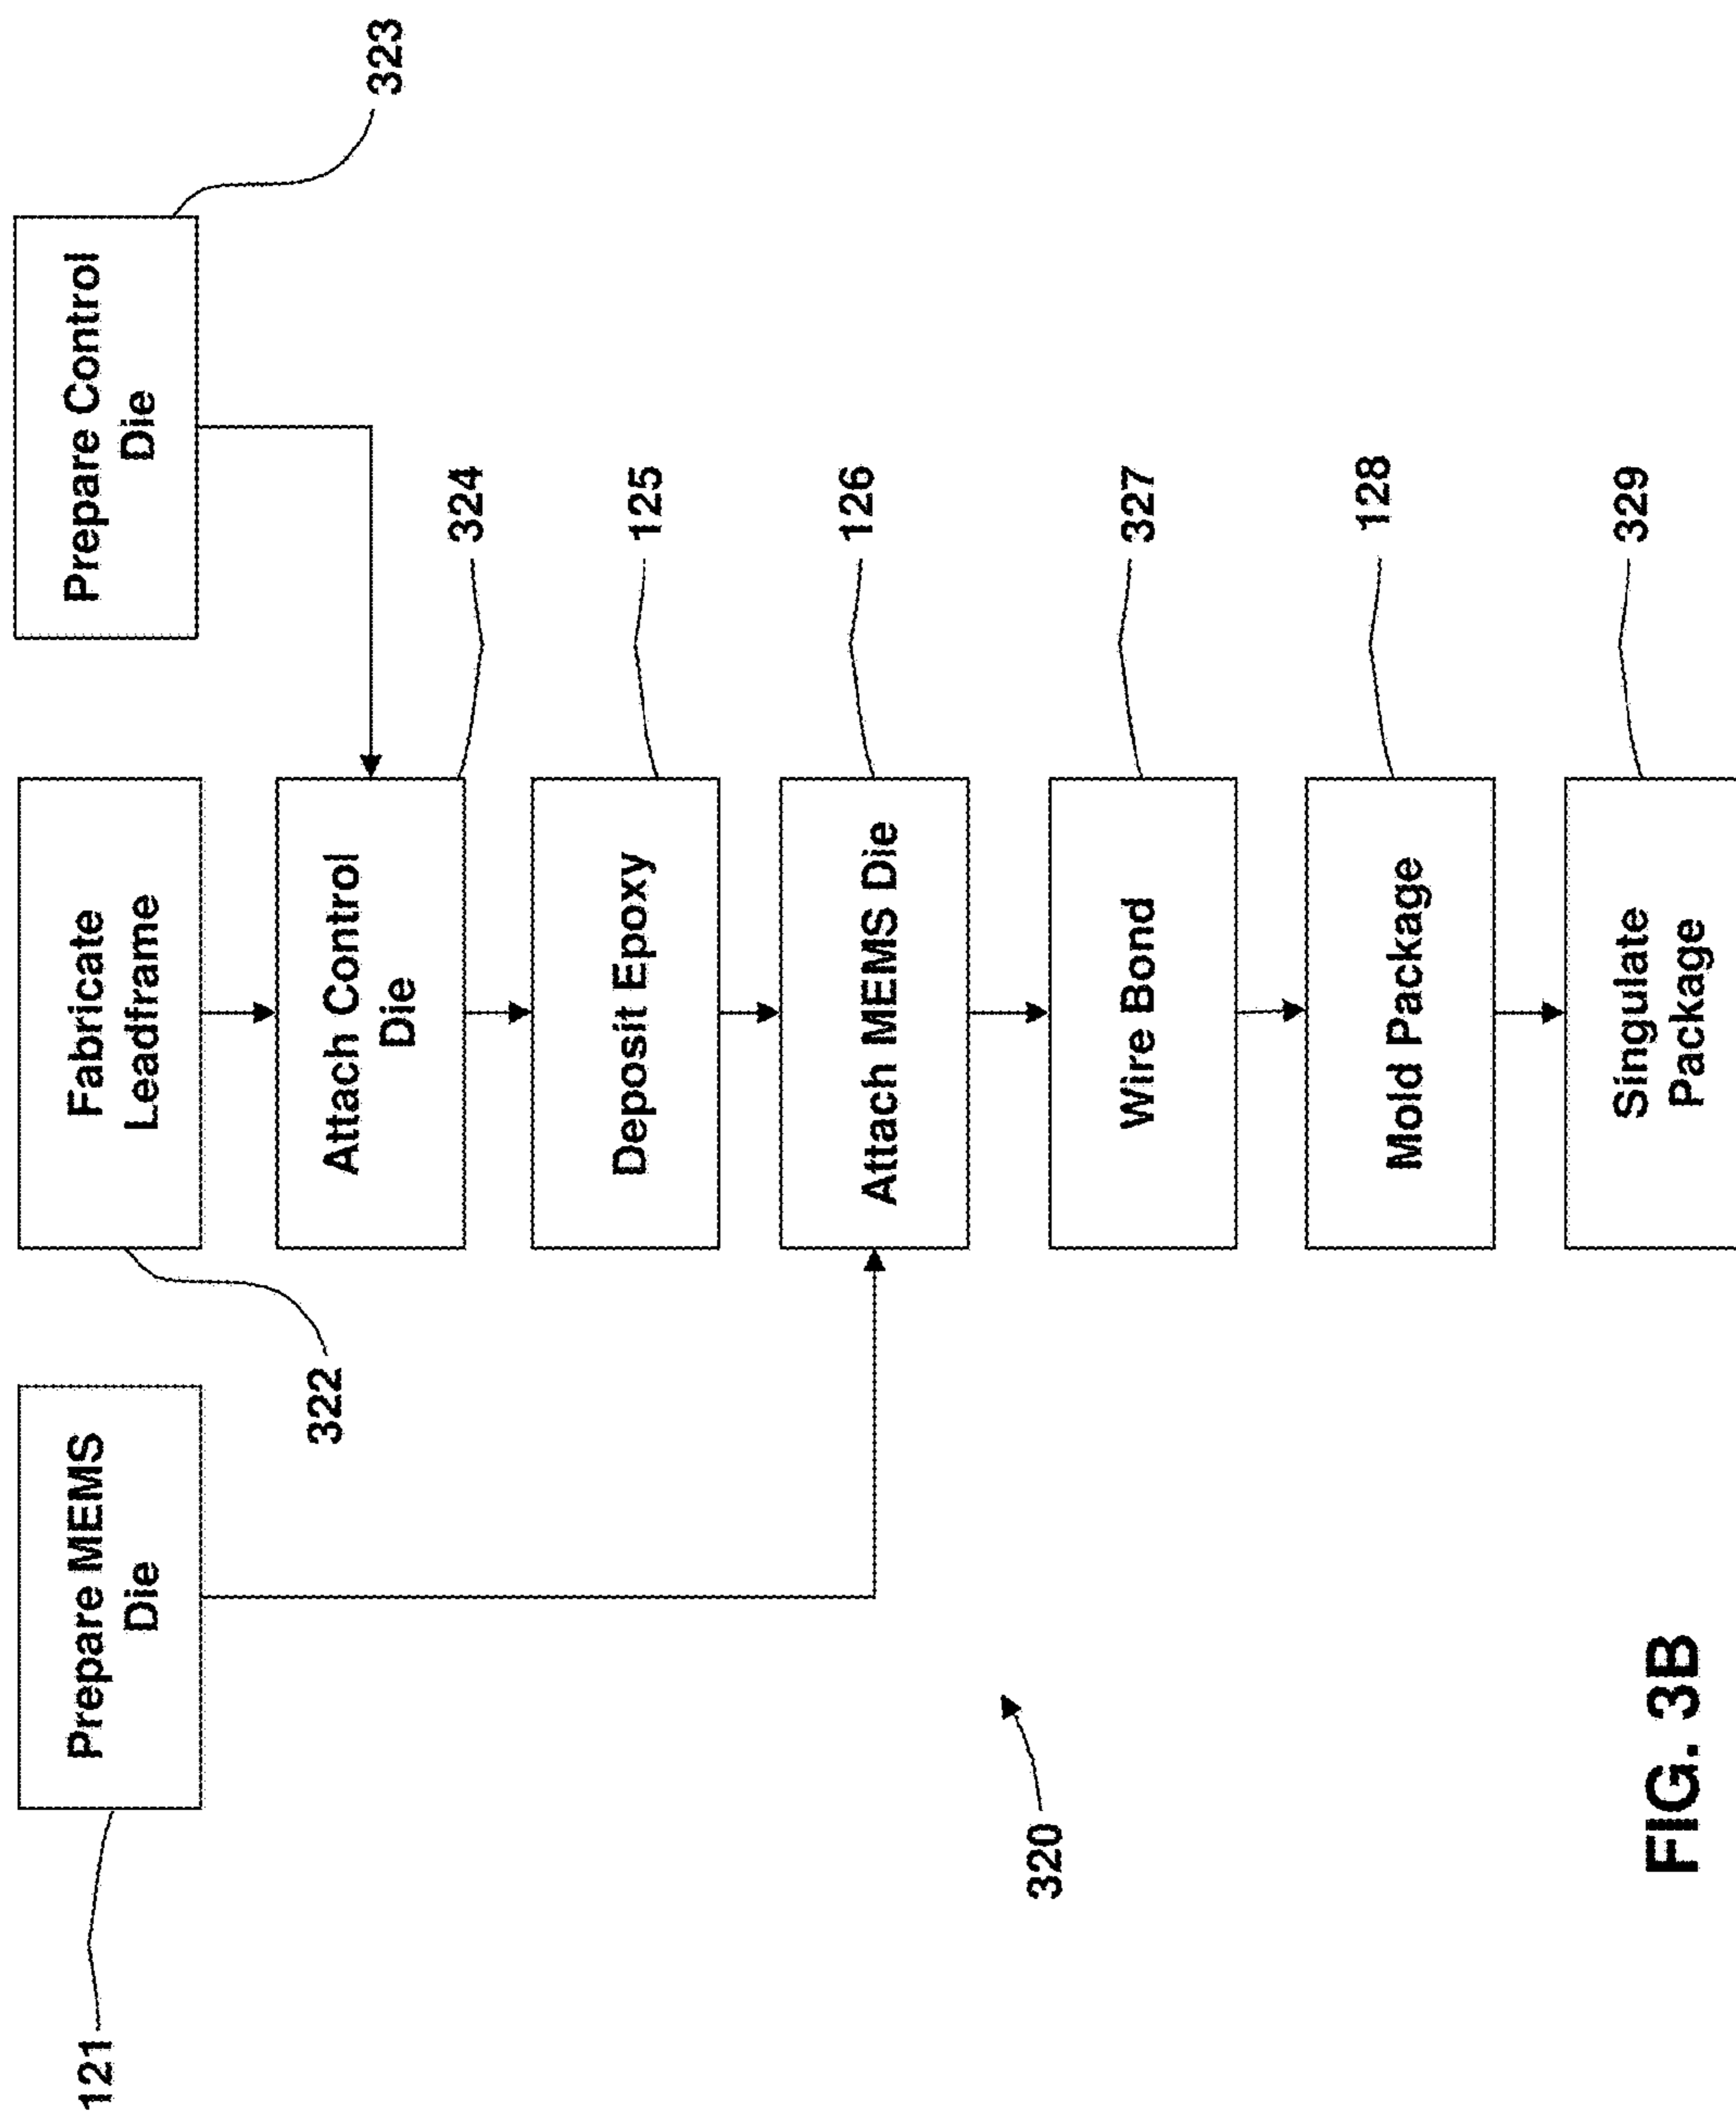 121
Prepare MEMS
Die
322
Fabricate
Leadframe
Prepare Control
Die
323
Attach Control
Die
324
Deposit Epoxy
125
Attach MEMS Die
126
320
Wire Bond
327
Mold Package
128
Singulate
Package
329
FIG. 3B